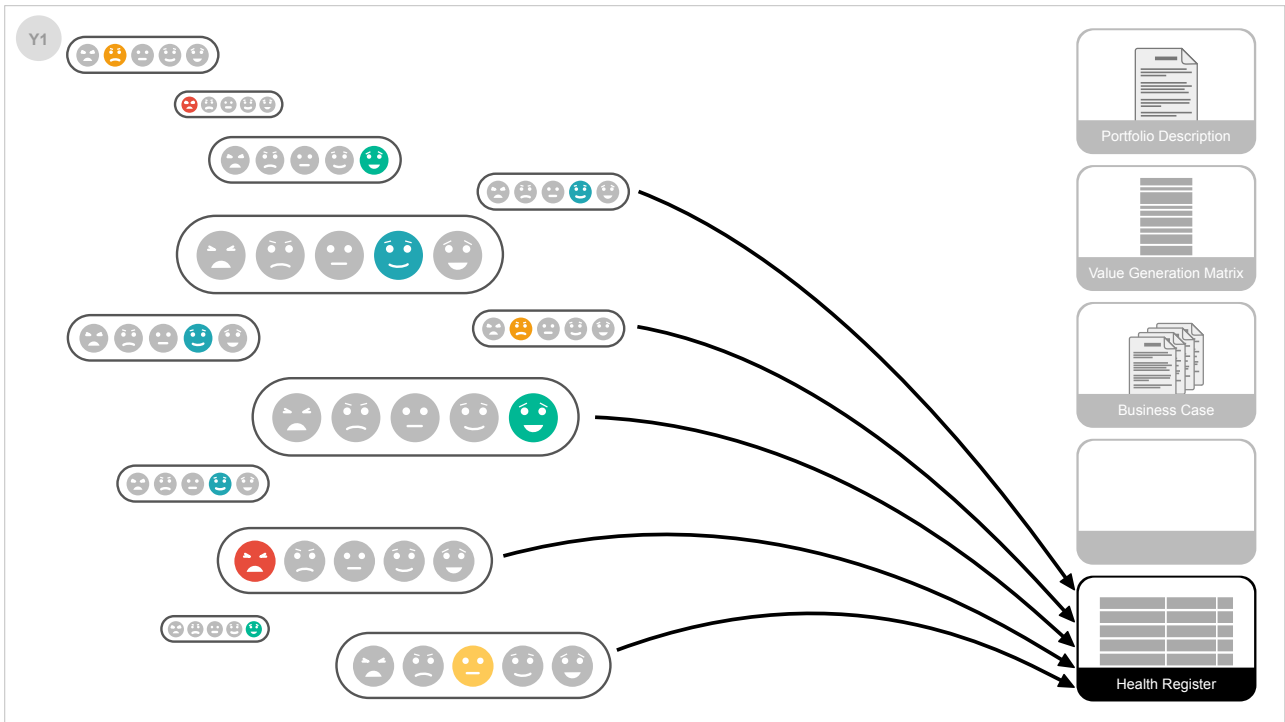 Y1
Portfolio Description
Value Generation Matrix
Business Case
Health Register